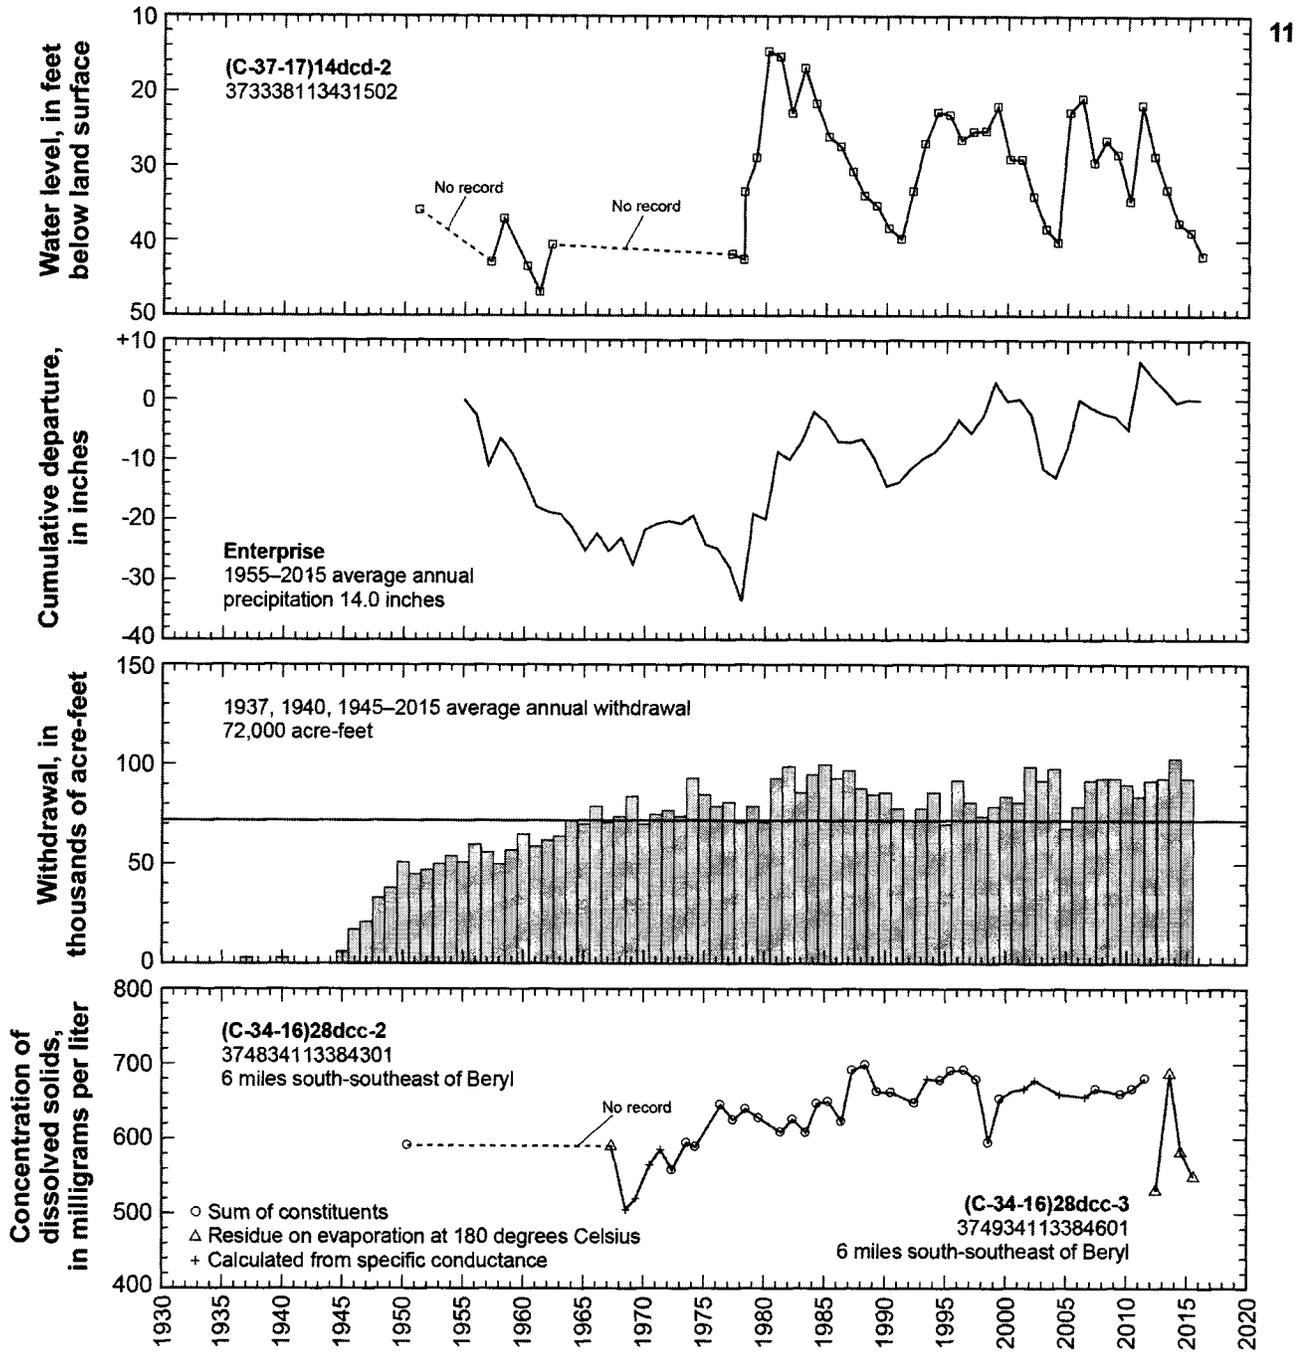 11
Water level, in feet
below land surface
10
20
30
40
50
(C-37-17)14dcd-2
373338113431502
No record
No record
Cumulative departure,
in inches
+10
0
-10
-20
-30
-40
Enterprise
1955–2015 average annual
precipitation 14.0 inches
Withdrawal, in
thousands of acre-feet
150
100
50
0
1937, 1940, 1945–2015 average annual withdrawal
72,000 acre-feet
Concentration of
dissolved solids,
in milligrams per liter
800
700
600
500
400
(C-34-16)28dcc-2
374834113384301
6 miles south-southeast of Beryl
No record
○ Sum of constituents
△ Residue on evaporation at 180 degrees Celsius
+ Calculated from specific conductance
(C-34-16)28dcc-3
374934113384601
6 miles south-southeast of Beryl
1930
1935
1940
1945
1950
1955
1960
1965
1970
1975
1980
1985
1990
1995
2000
2005
2010
2015
2020